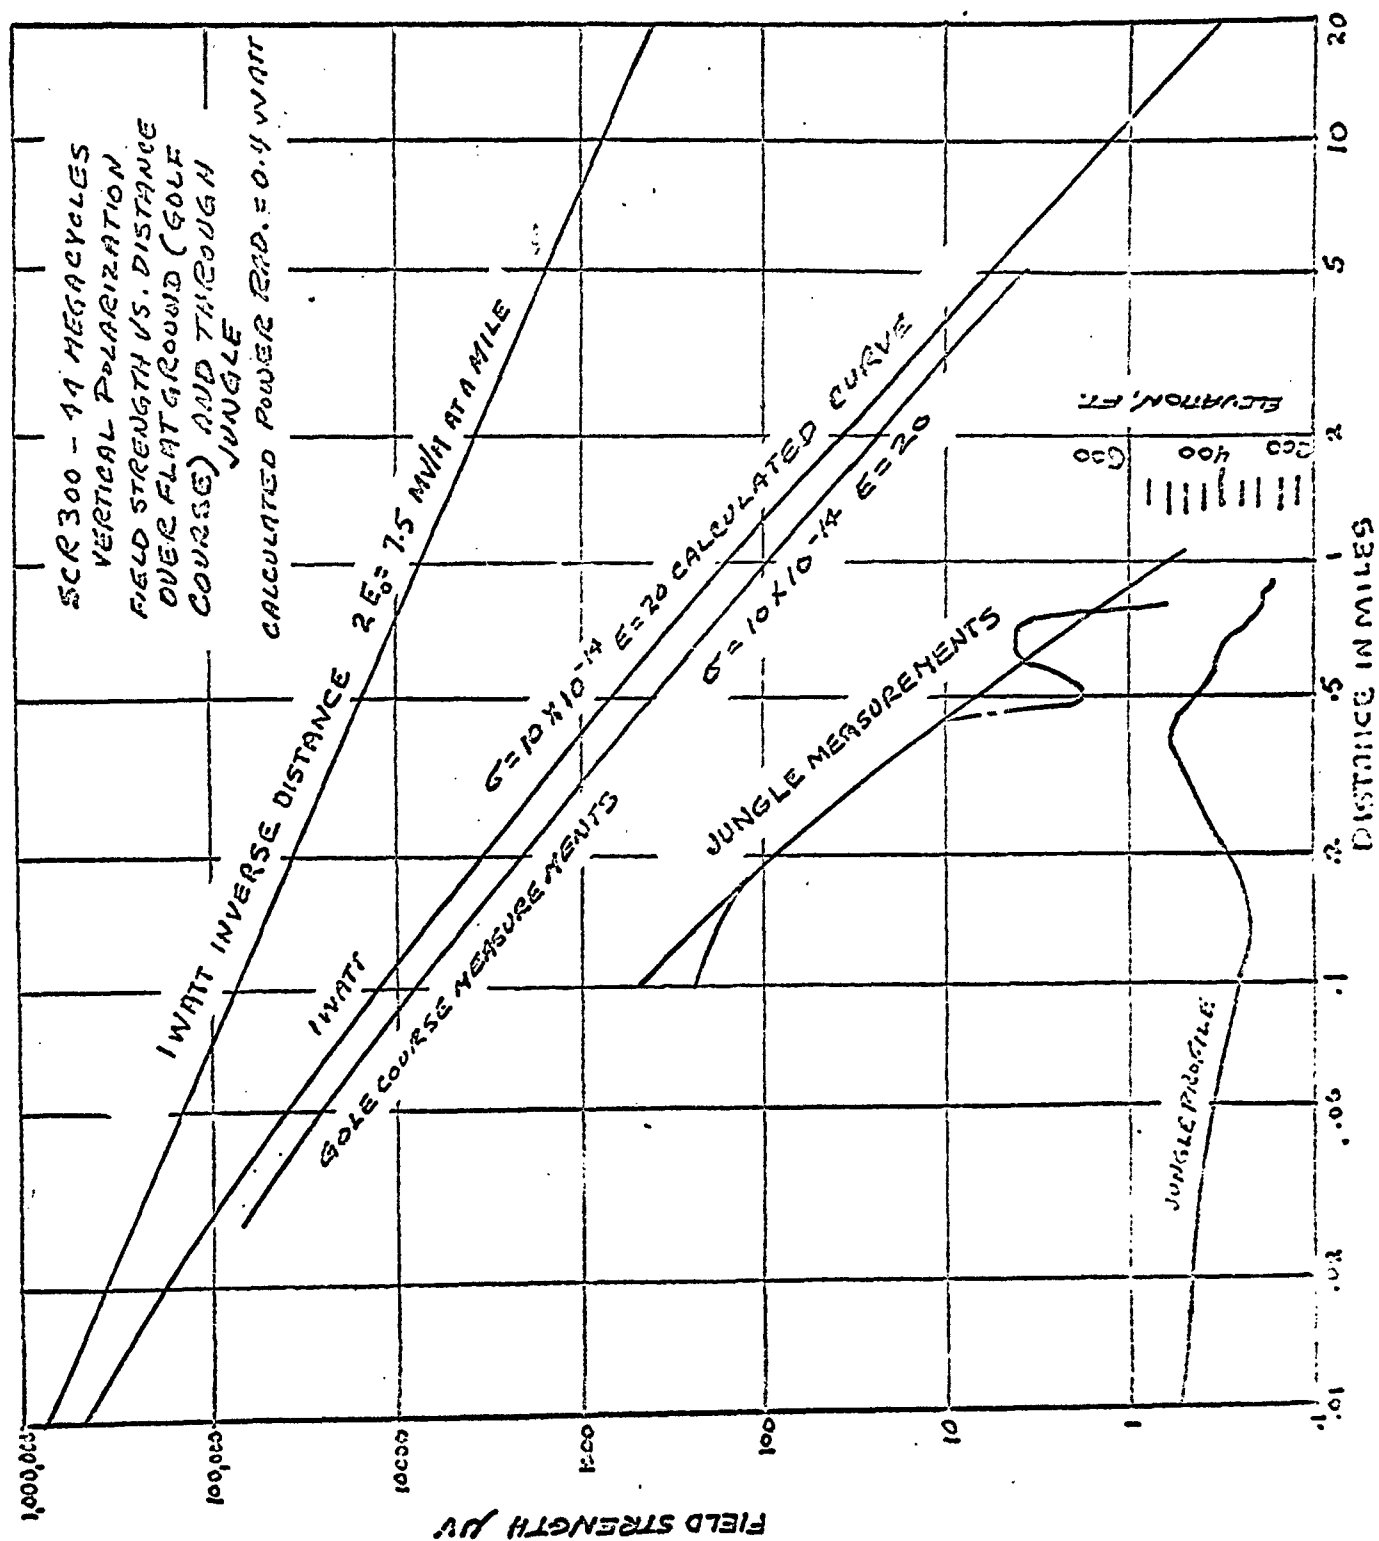 SCR 300 - 44 MEGACYCLES
VERTICAL POLARIZATION
FIELD STRENGTH VS. DISTANCE
OVER FLAT GROUND (GOLF
COURSE) AND THROUGH
JUNGLE
CALCULATED POWER RAD. = 0.4 WATT
1 WATT INVERSE DISTANCE 2E₀= 7.5 MV/M AT A MILE
1 WATT
σ = 10 X 10⁻¹⁴ E = 20 CALCULATED CURVE
GOLF COURSE MEASUREMENTS
σ = 10 X 10⁻¹⁴ E = 20
JUNGLE MEASUREMENTS
JUNGLE PROFILE
ELEVATION, FT.
600
400
200
FIELD STRENGTH μV
1,000,000
100,000
10000
1000
100
10
1
.1
.01
.02
.05
.1
.2
.5
1
2
5
10
20
DISTANCE IN MILES